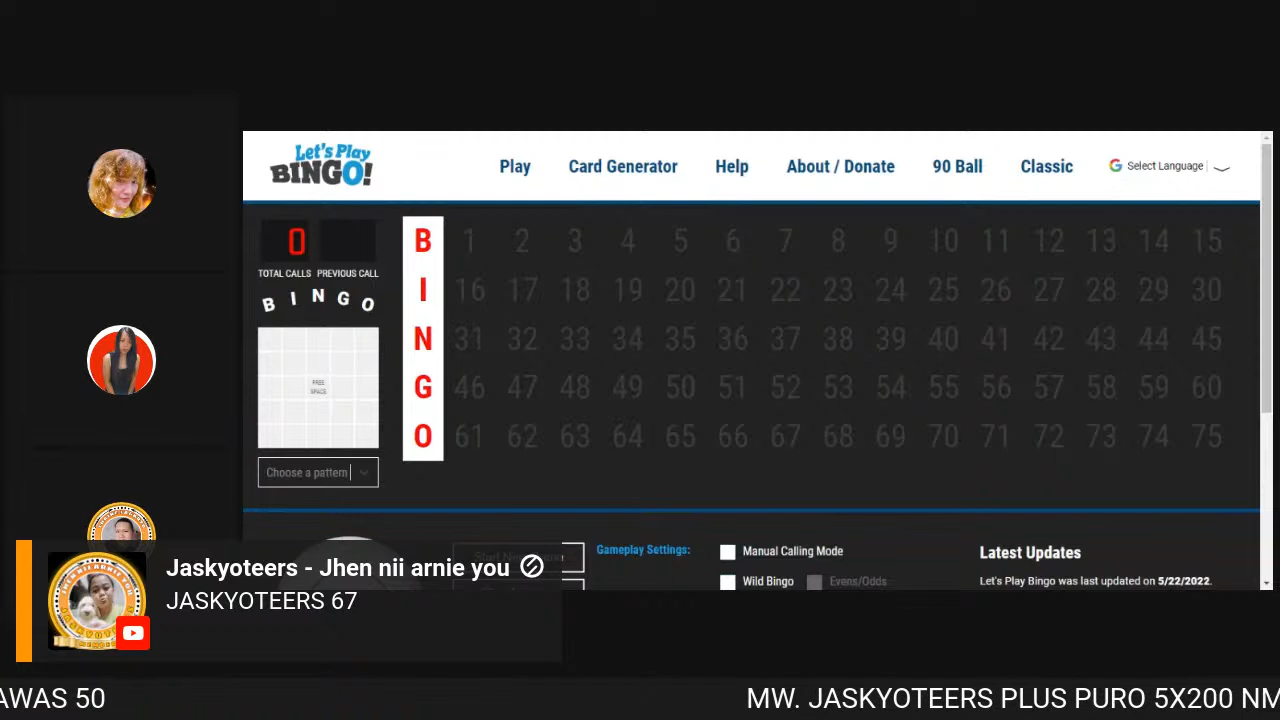 Let's Play
BINGO!
Play
Card Generator
Help
About / Donate
90 Ball
Classic
Select Language
0
TOTAL CALLS PREVIOUS CALL
B I N G O
FREE
SPACE
Choose a pattern
B 1 2 3 4 5 6 7 8 9 10 11 12 13 14 15
I 16 17 18 19 20 21 22 23 24 25 26 27 28 29 30
N 31 32 33 34 35 36 37 38 39 40 41 42 43 44 45
G 46 47 48 49 50 51 52 53 54 55 56 57 58 59 60
O 61 62 63 64 65 66 67 68 69 70 71 72 73 74 75
Gameplay Settings:
Manual Calling Mode
Wild Bingo
Evens/Odds
Latest Updates
Let's Play Bingo was last updated on 5/22/2022.
Jaskyoteers - Jhen nii arnie you
JASKYOTEERS 67
AWAS 50
MW. JASKYOTEERS PLUS PURO 5X200 NM